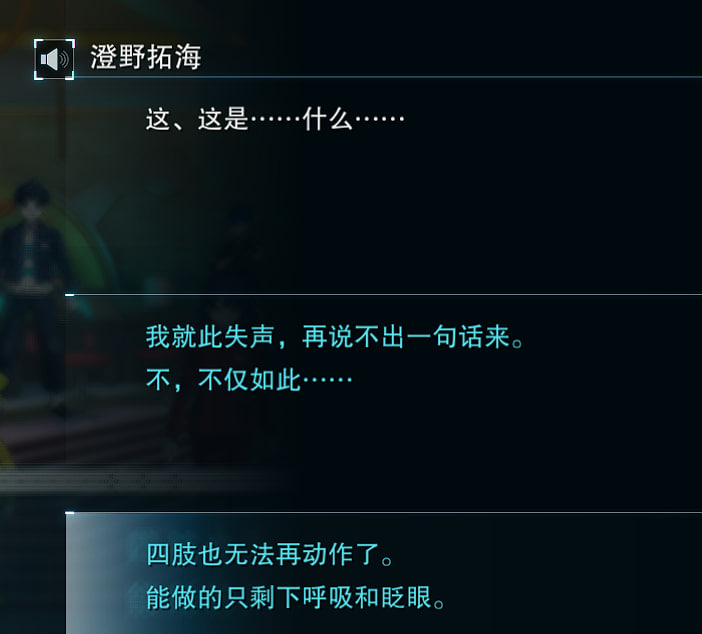 澄野拓海
这、这是……什么……
我就此失声，再说不出一句话来。
不，不仅如此……
四肢也无法再动作了。
能做的只剩下呼吸和眨眼。